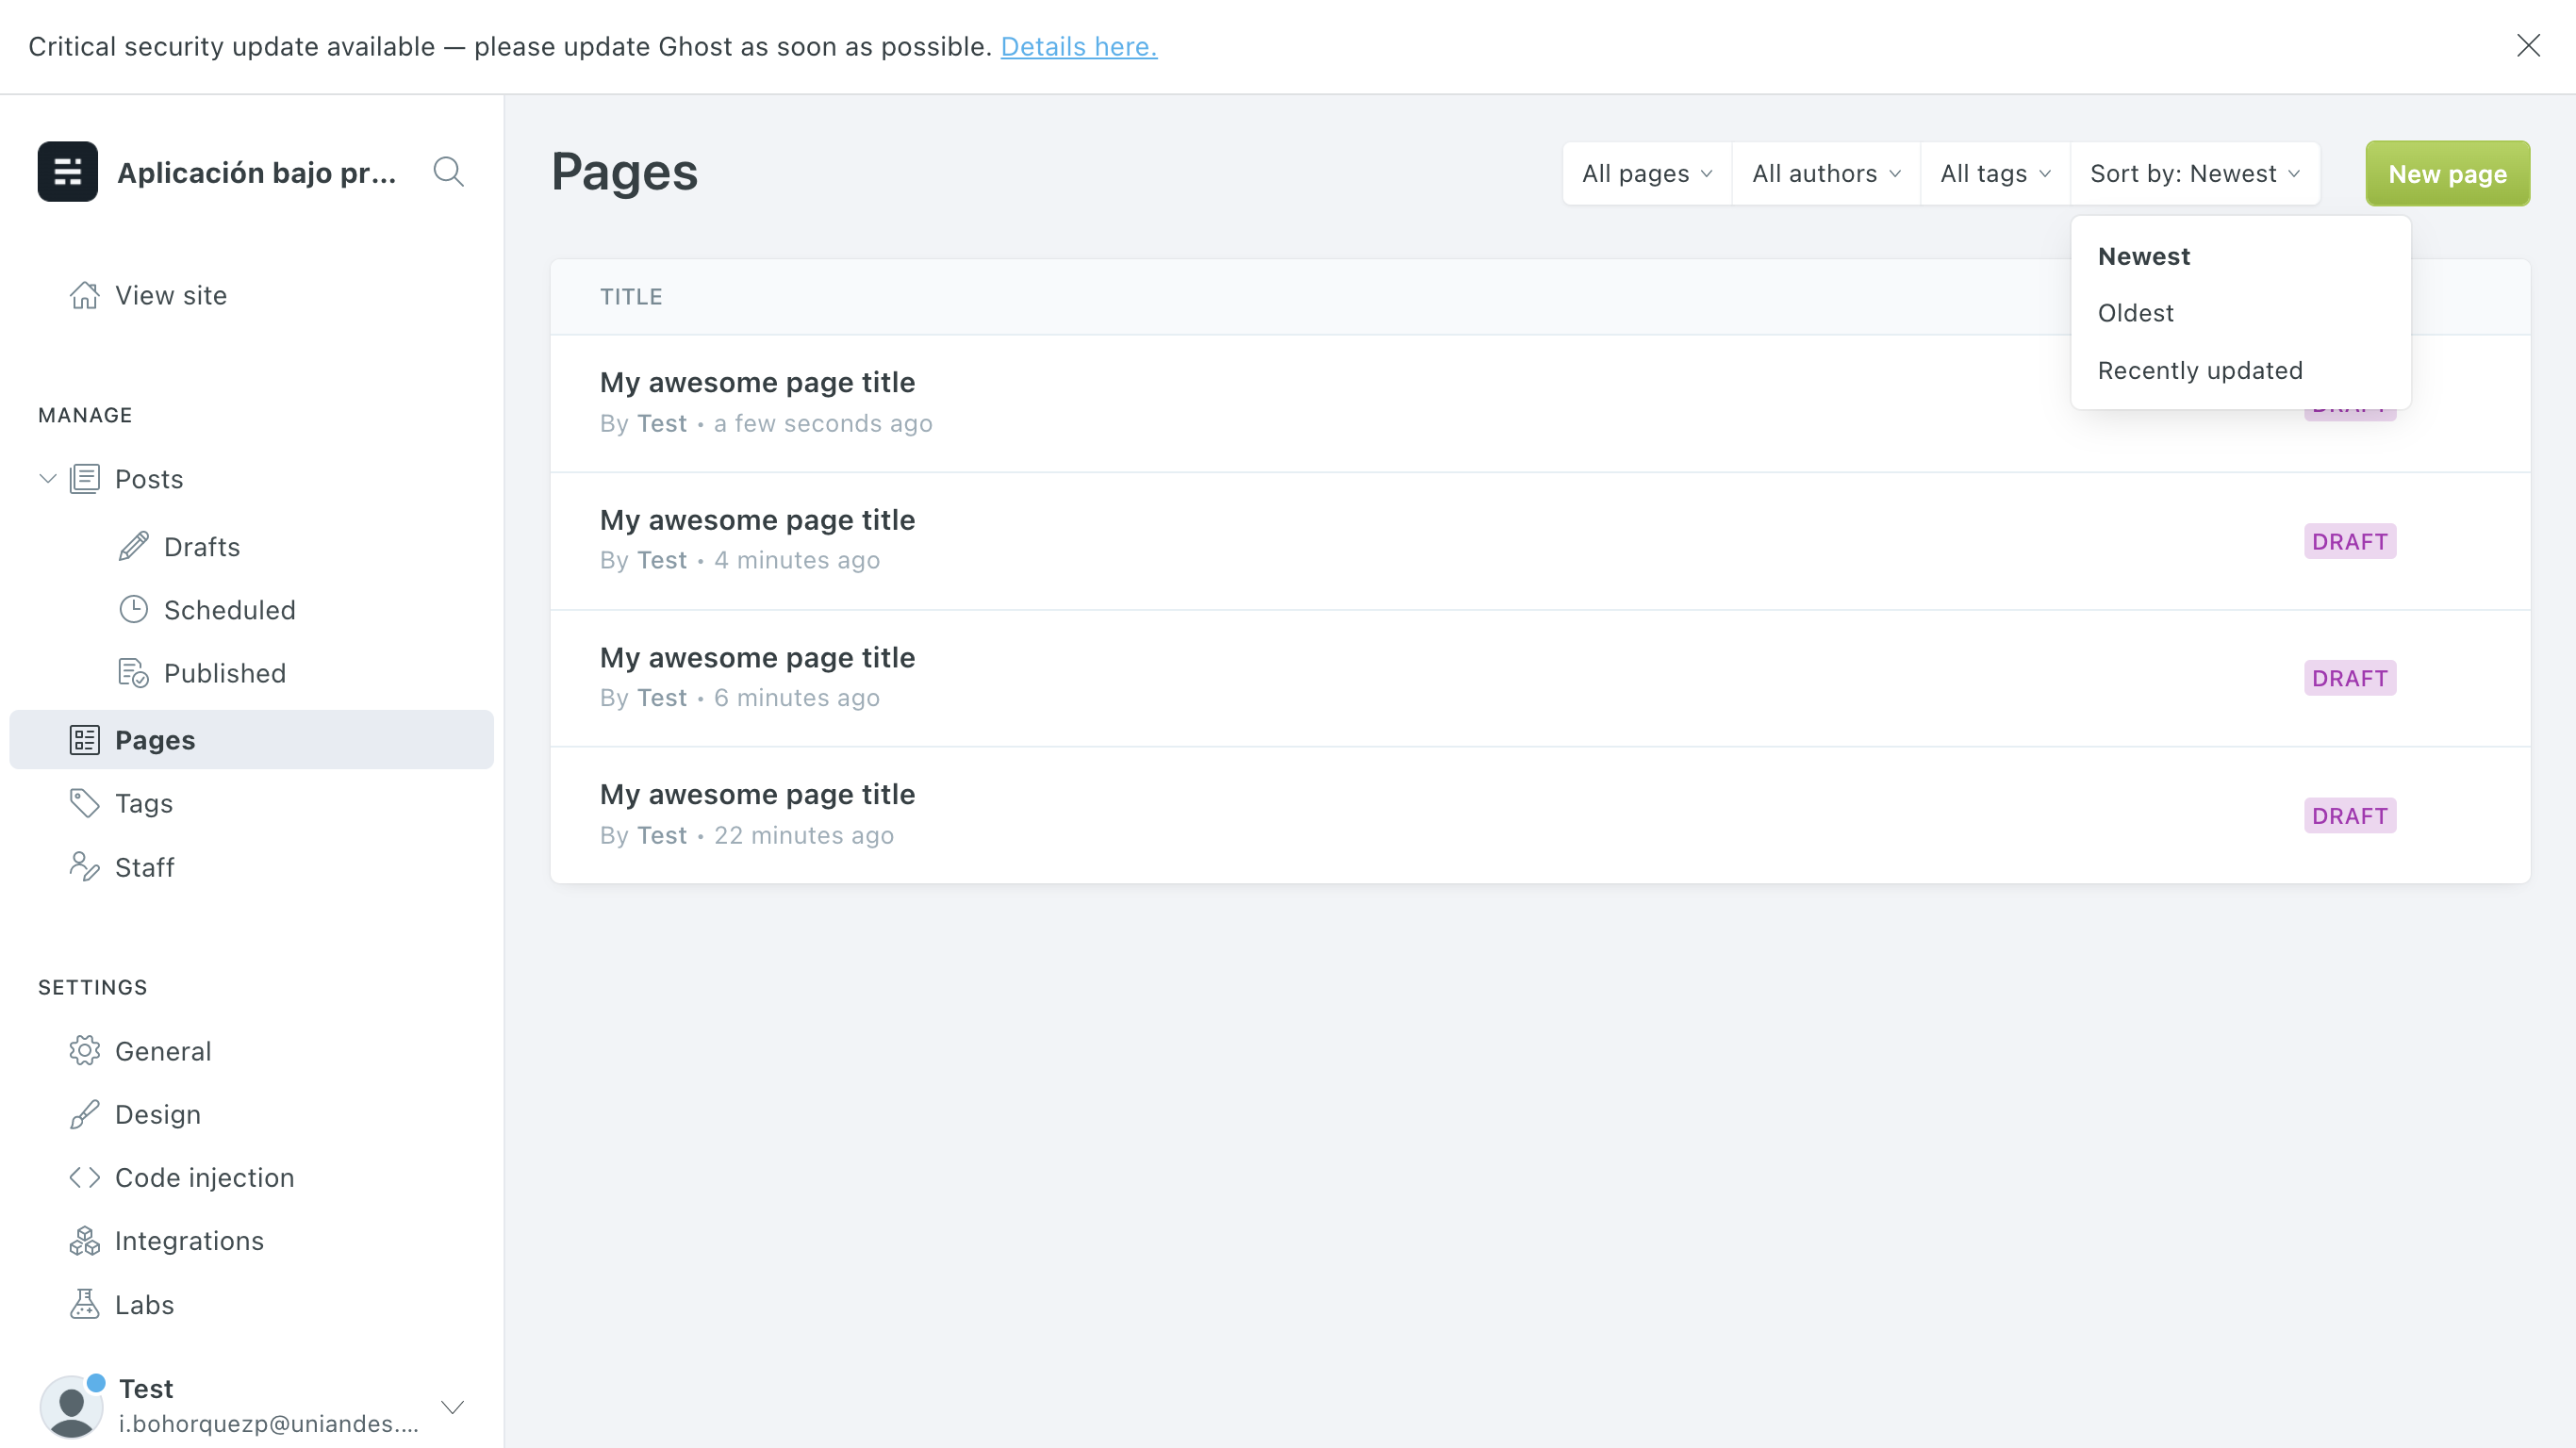 Critical security update available — please update Ghost as soon as possible. Details here.
Aplicación bajo pr...
View site
MANAGE
Posts
Drafts
Scheduled
Published
Pages
Tags
Staff
SETTINGS
General
Design
Code injection
Integrations
Labs
Test
i.bohorquezp@uniandes....
Pages
All pages
All authors
All tags
Sort by: Newest
New page
Newest
Oldest
Recently updated
TITLE
My awesome page title
By Test • a few seconds ago
My awesome page title
By Test • 4 minutes ago
DRAFT
My awesome page title
By Test • 6 minutes ago
DRAFT
My awesome page title
By Test • 22 minutes ago
DRAFT